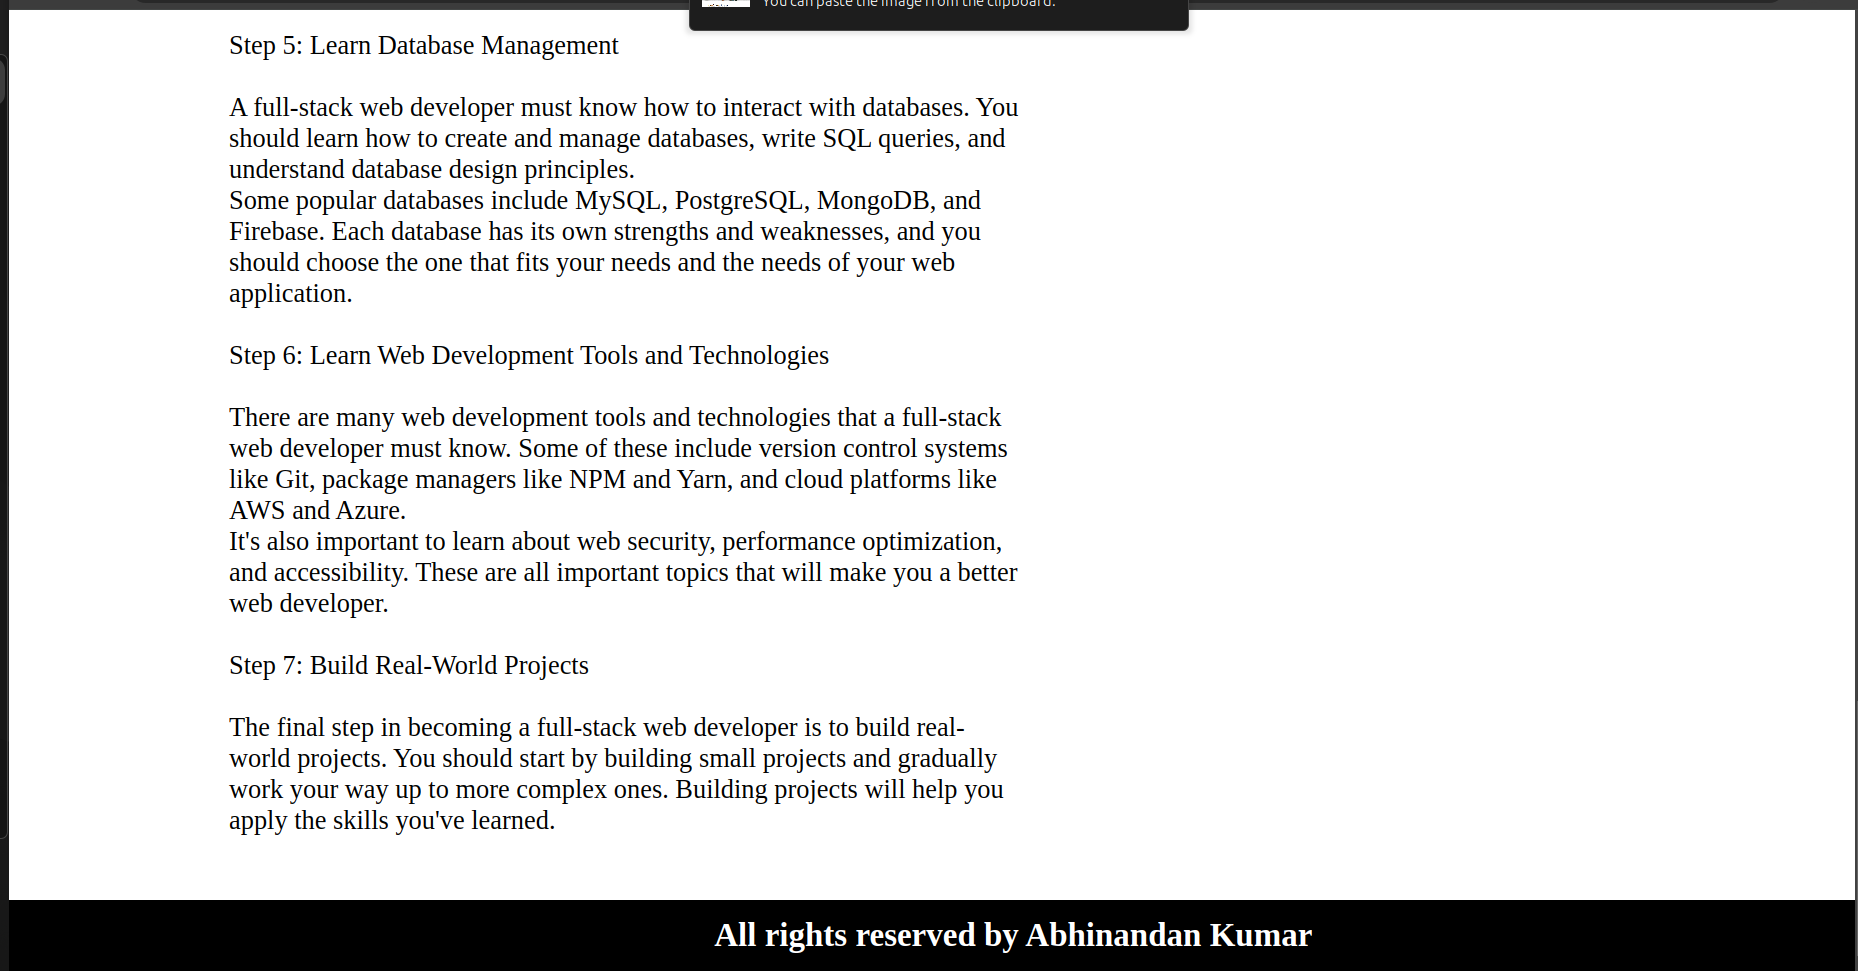 You can paste the image from the clipboard.
Step 5: Learn Database Management
A full-stack web developer must know how to interact with databases. You
should learn how to create and manage databases, write SQL queries, and
understand database design principles.
Some popular databases include MySQL, PostgreSQL, MongoDB, and
Firebase. Each database has its own strengths and weaknesses, and you
should choose the one that fits your needs and the needs of your web
application.
Step 6: Learn Web Development Tools and Technologies
There are many web development tools and technologies that a full-stack
web developer must know. Some of these include version control systems
like Git, package managers like NPM and Yarn, and cloud platforms like
AWS and Azure.
It's also important to learn about web security, performance optimization,
and accessibility. These are all important topics that will make you a better
web developer.
Step 7: Build Real-World Projects
The final step in becoming a full-stack web developer is to build real-
world projects. You should start by building small projects and gradually
work your way up to more complex ones. Building projects will help you
apply the skills you've learned.
All rights reserved by Abhinandan Kumar